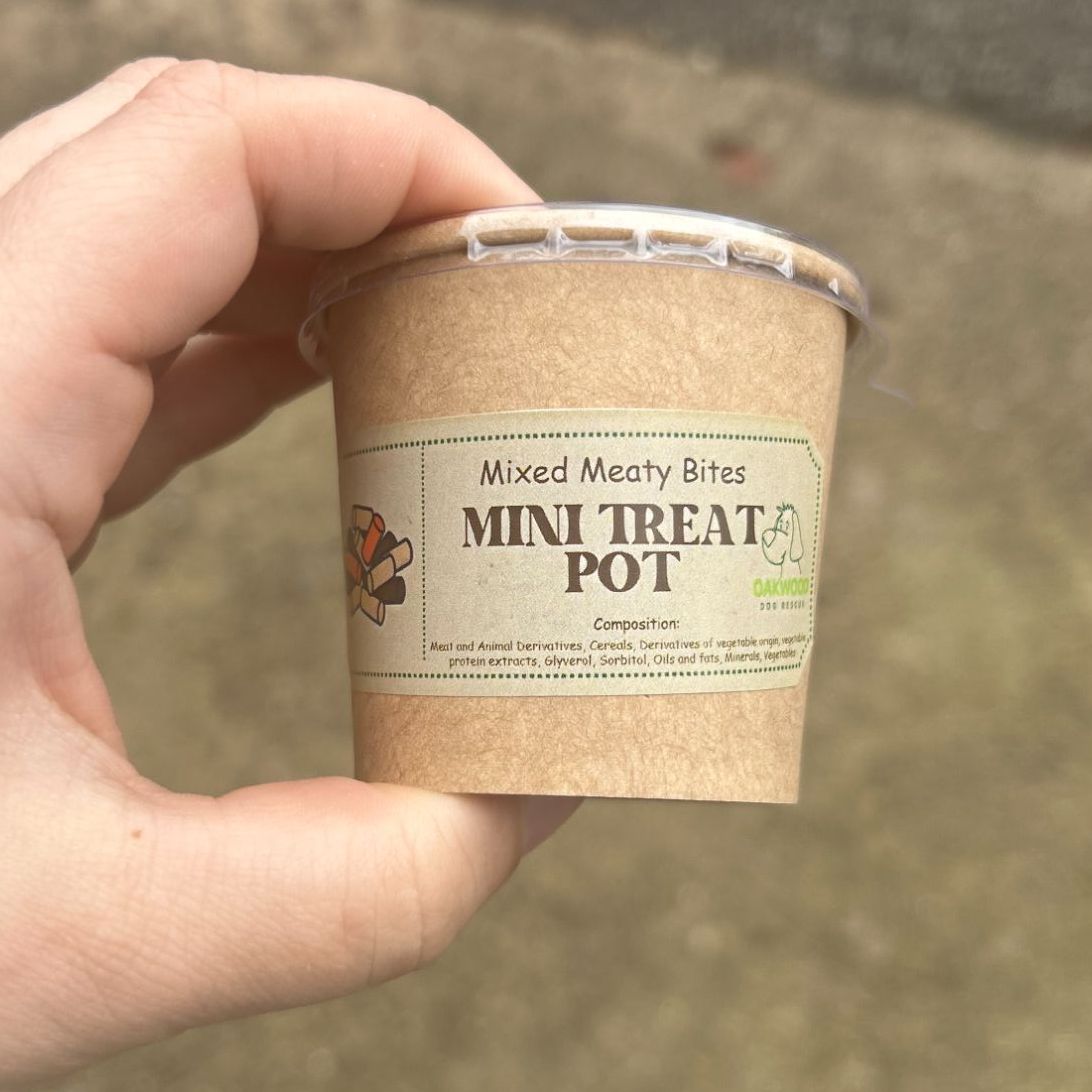 Mixed Meaty Bites
MINI TREAT
POT
OAKWOOD
DOG RESCUE
Composition:
Meat and Animal Derivatives, Cereals, Derivatives of vegetable origin, vegetable
protein extracts, Glyverol, Sorbitol, Oils and fats, Minerals, Vegetables